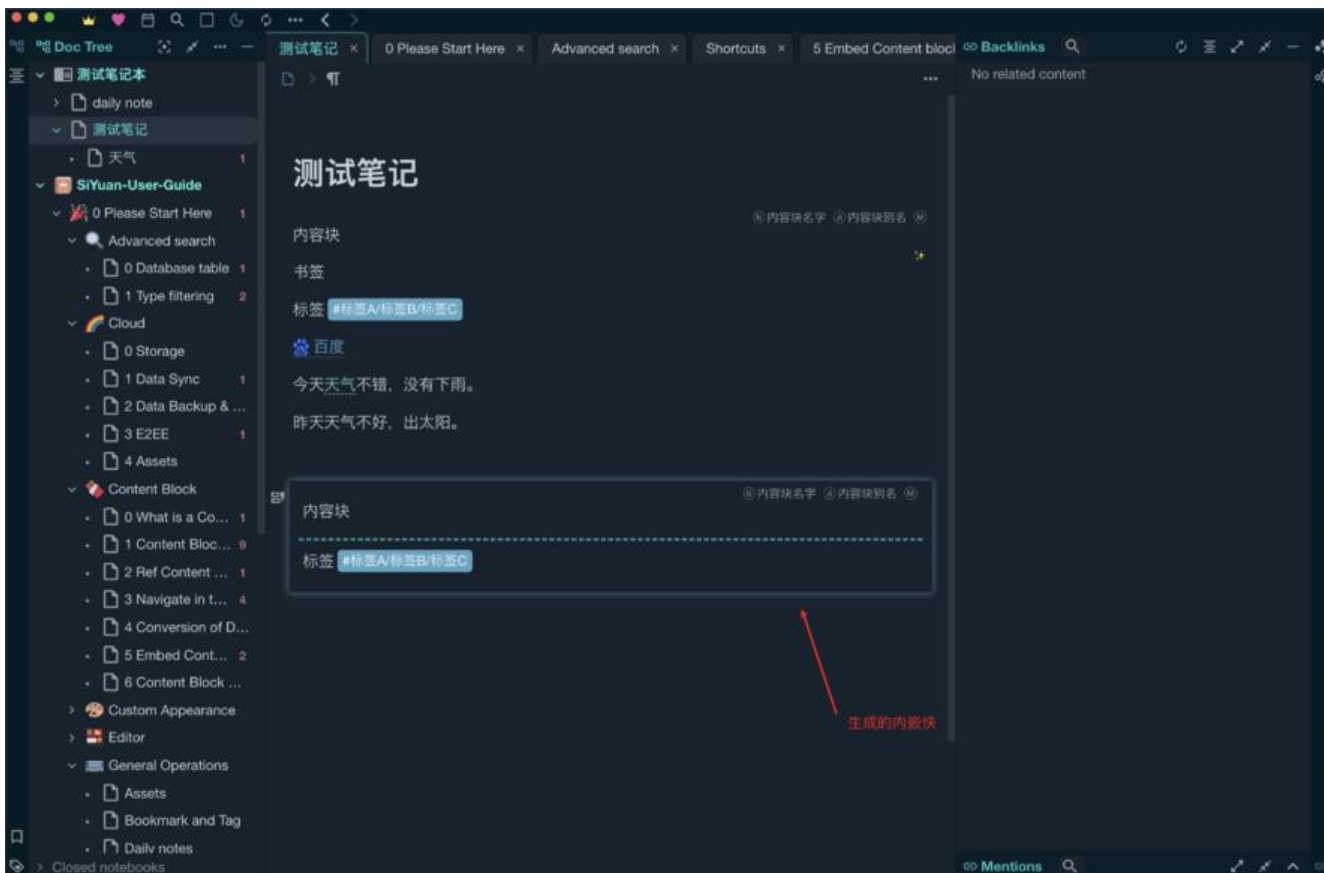 Doc Tree
测试笔记本
daily note
测试笔记
天气 1
SiYuan-User-Guide
0 Please Start Here 1
Advanced search
0 Database table 1
1 Type filtering 2
Cloud
0 Storage
1 Data Sync 1
2 Data Backup & ...
3 E2EE 1
4 Assets
Content Block
0 What is a Co... 1
1 Content Bloc... 9
2 Ref Content ... 1
3 Navigate in t... 4
4 Conversion of D...
5 Embed Cont... 2
6 Content Block ...
Custom Appearance
Editor
General Operations
Assets
Bookmark and Tag
Daily notes
Closed notebooks
测试笔记 × 0 Please Start Here × Advanced search × Shortcuts × 5 Embed Content bloc
测试笔记
Ⓝ内容块名字 Ⓐ内容块别名 Ⓜ
内容块
书签
标签 #标签A/标签B/标签C
百度
今天天气不错，没有下雨。
昨天天气不好，出太阳。
Ⓝ内容块名字 Ⓐ内容块别名 Ⓜ
内容块
标签 #标签A/标签B/标签C
生成的内嵌快
Backlinks
No related content
Mentions